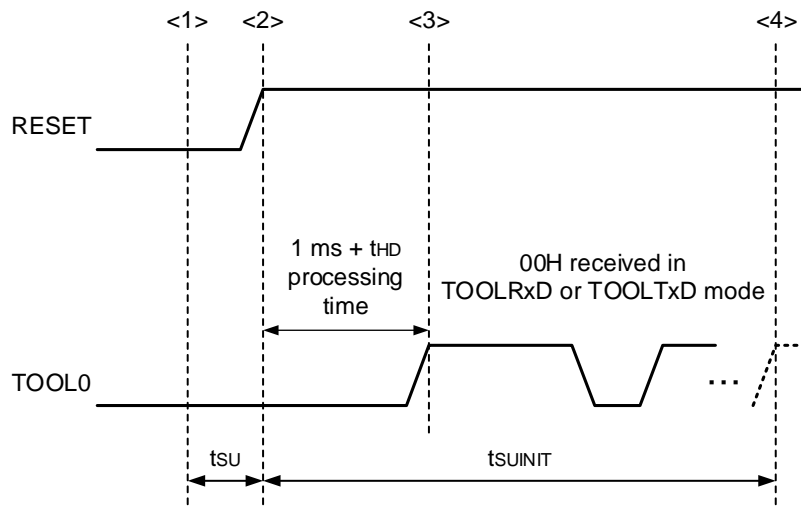 <1> <2> <3> <4>
RESET
1 ms + tHD
processing
time
00H received in
TOOLRxD or TOOLTxD mode
TOOL0
...
tSU
tSUINIT